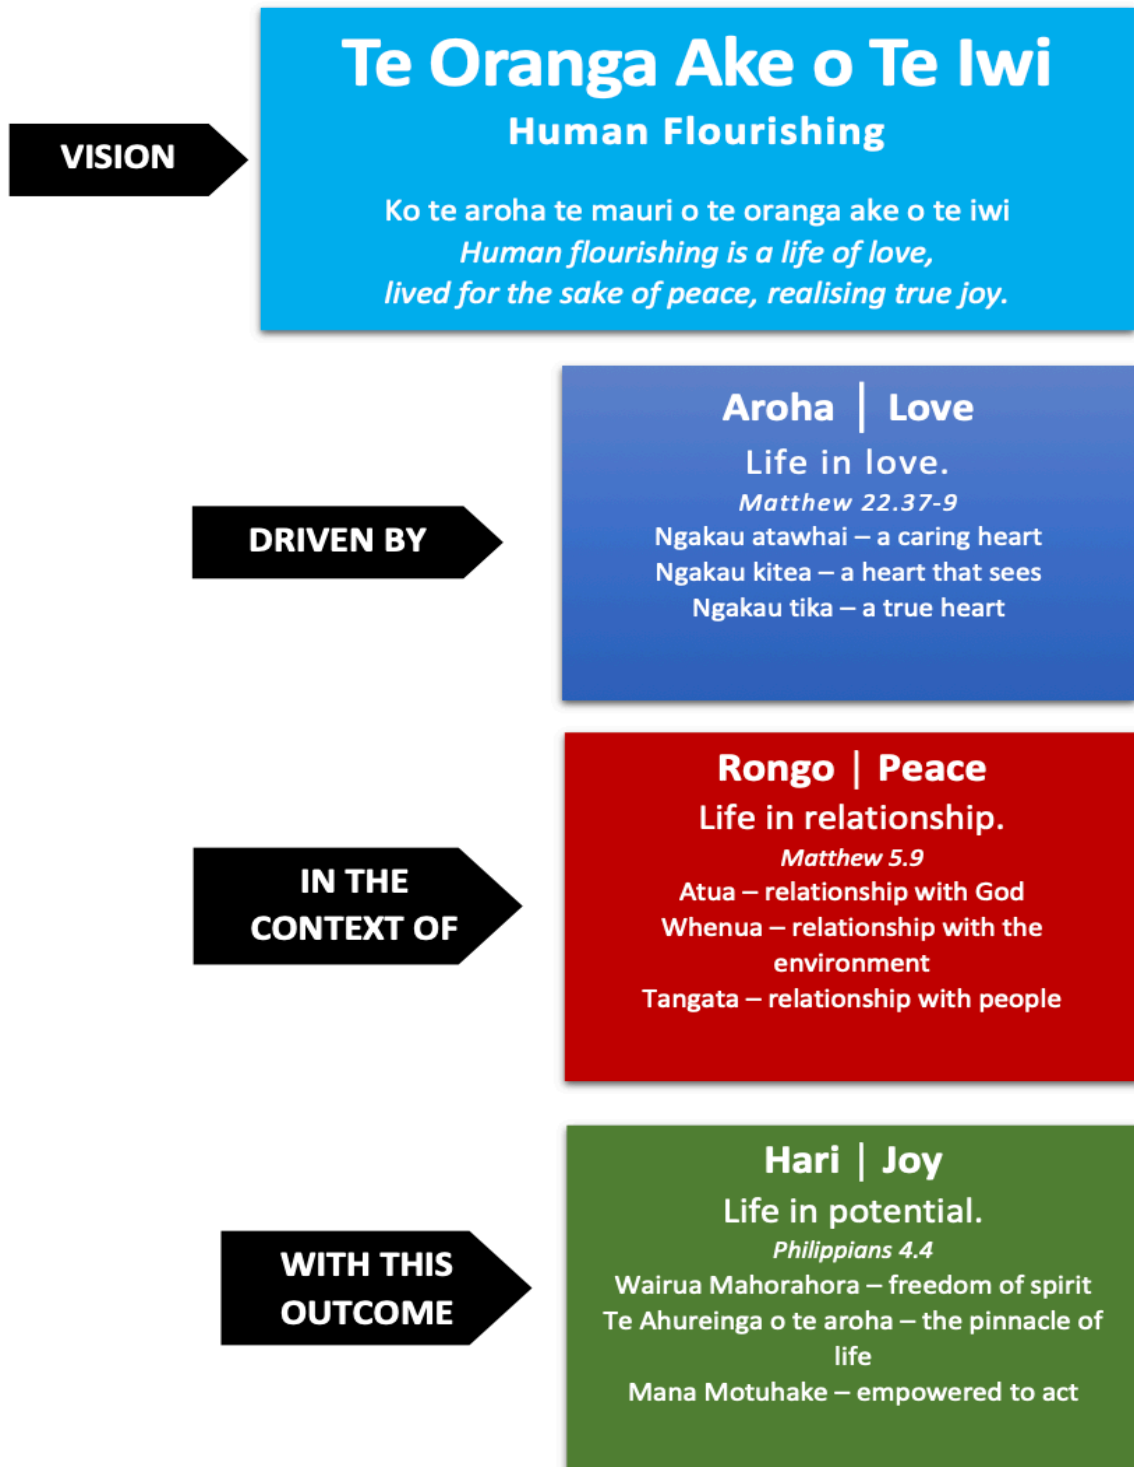 Te Oranga Ake o Te Iwi
Human Flourishing
VISION
Ko te aroha te mauri o te oranga ake o te iwi
Human flourishing is a life of love,
lived for the sake of peace, realising true joy.
Aroha | Love
Life in love.
Matthew 22.37-9
DRIVEN BY
Ngakau atawhai – a caring heart
Ngakau kitea – a heart that sees
Ngakau tika – a true heart
Rongo | Peace
Life in relationship.
Matthew 5.9
IN THE
CONTEXT OF
Atua – relationship with God
Whenua – relationship with the
environment
Tangata – relationship with people
Hari | Joy
Life in potential.
Philippians 4.4
WITH THIS
OUTCOME
Wairua Mahorahora – freedom of spirit
Te Ahureinga o te aroha – the pinnacle of
life
Mana Motuhake – empowered to act